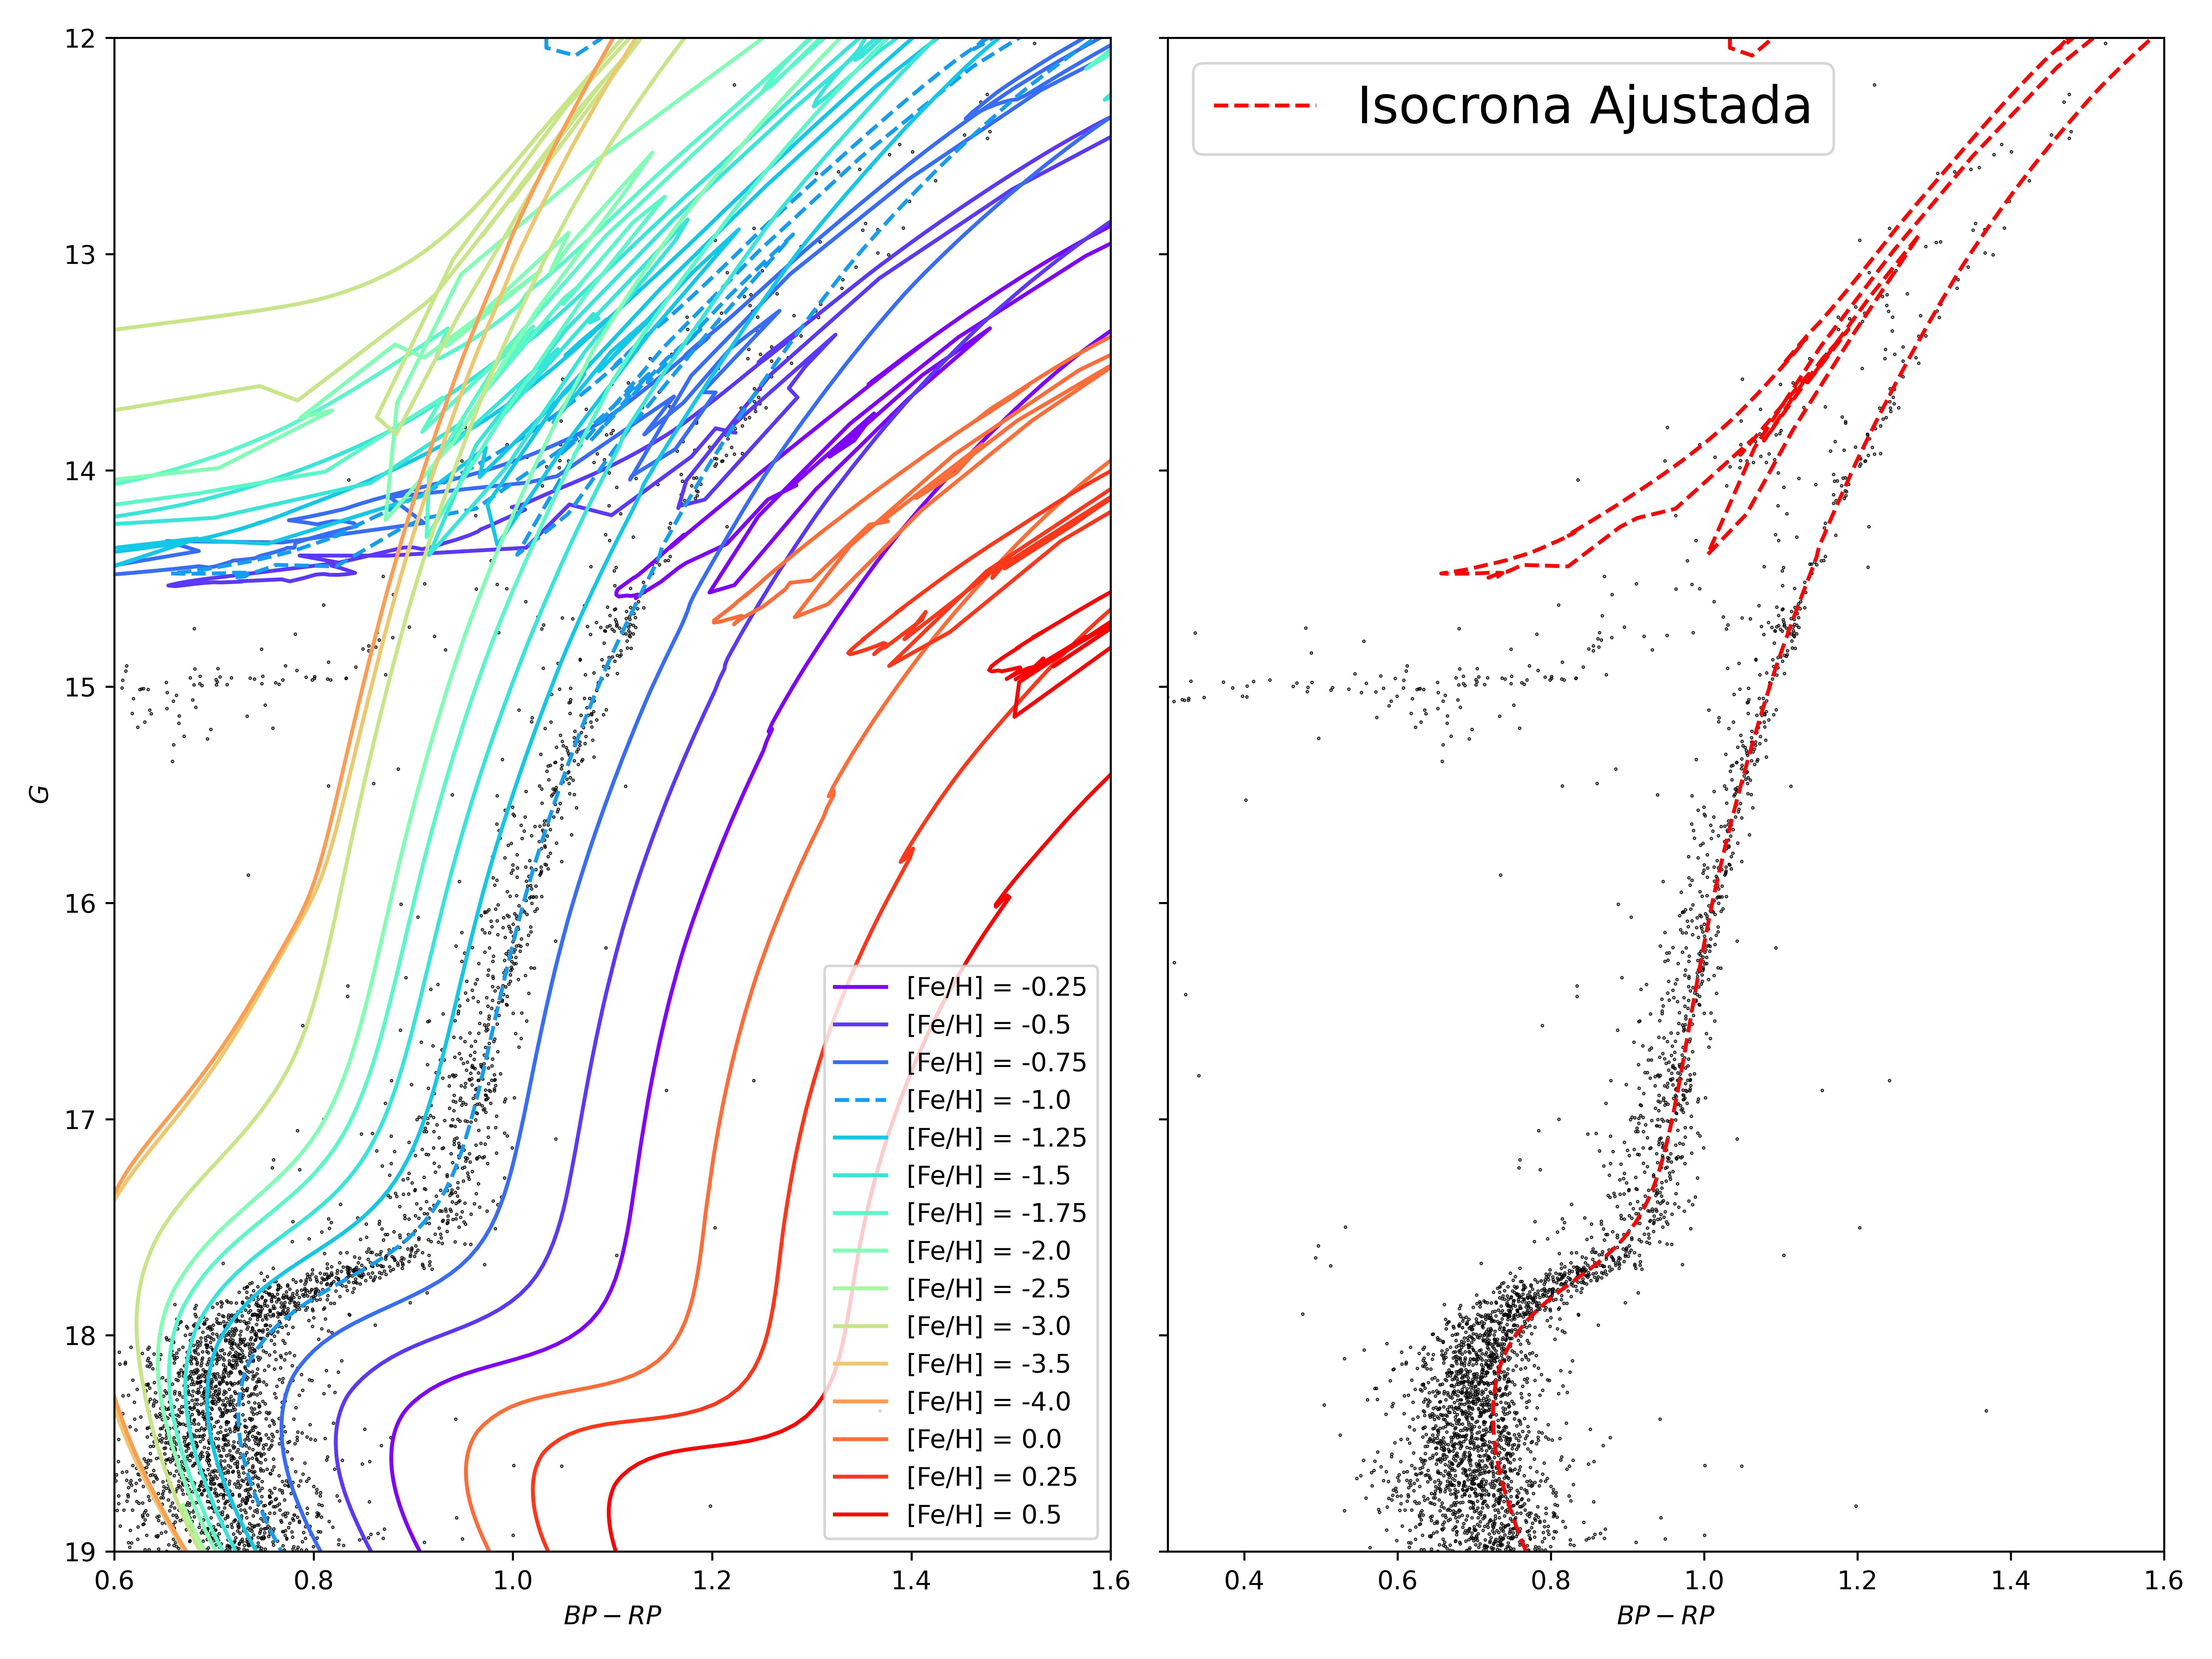 12
13
14
15
16
17
18
19
G
0.6
0.8
1.0
1.2
1.4
1.6
BP − RP
[Fe/H] = -0.25
[Fe/H] = -0.5
[Fe/H] = -0.75
[Fe/H] = -1.0
[Fe/H] = -1.25
[Fe/H] = -1.5
[Fe/H] = -1.75
[Fe/H] = -2.0
[Fe/H] = -2.5
[Fe/H] = -3.0
[Fe/H] = -3.5
[Fe/H] = -4.0
[Fe/H] = 0.0
[Fe/H] = 0.25
[Fe/H] = 0.5
Isocrona Ajustada
0.4
0.6
0.8
1.0
1.2
1.4
1.6
BP − RP